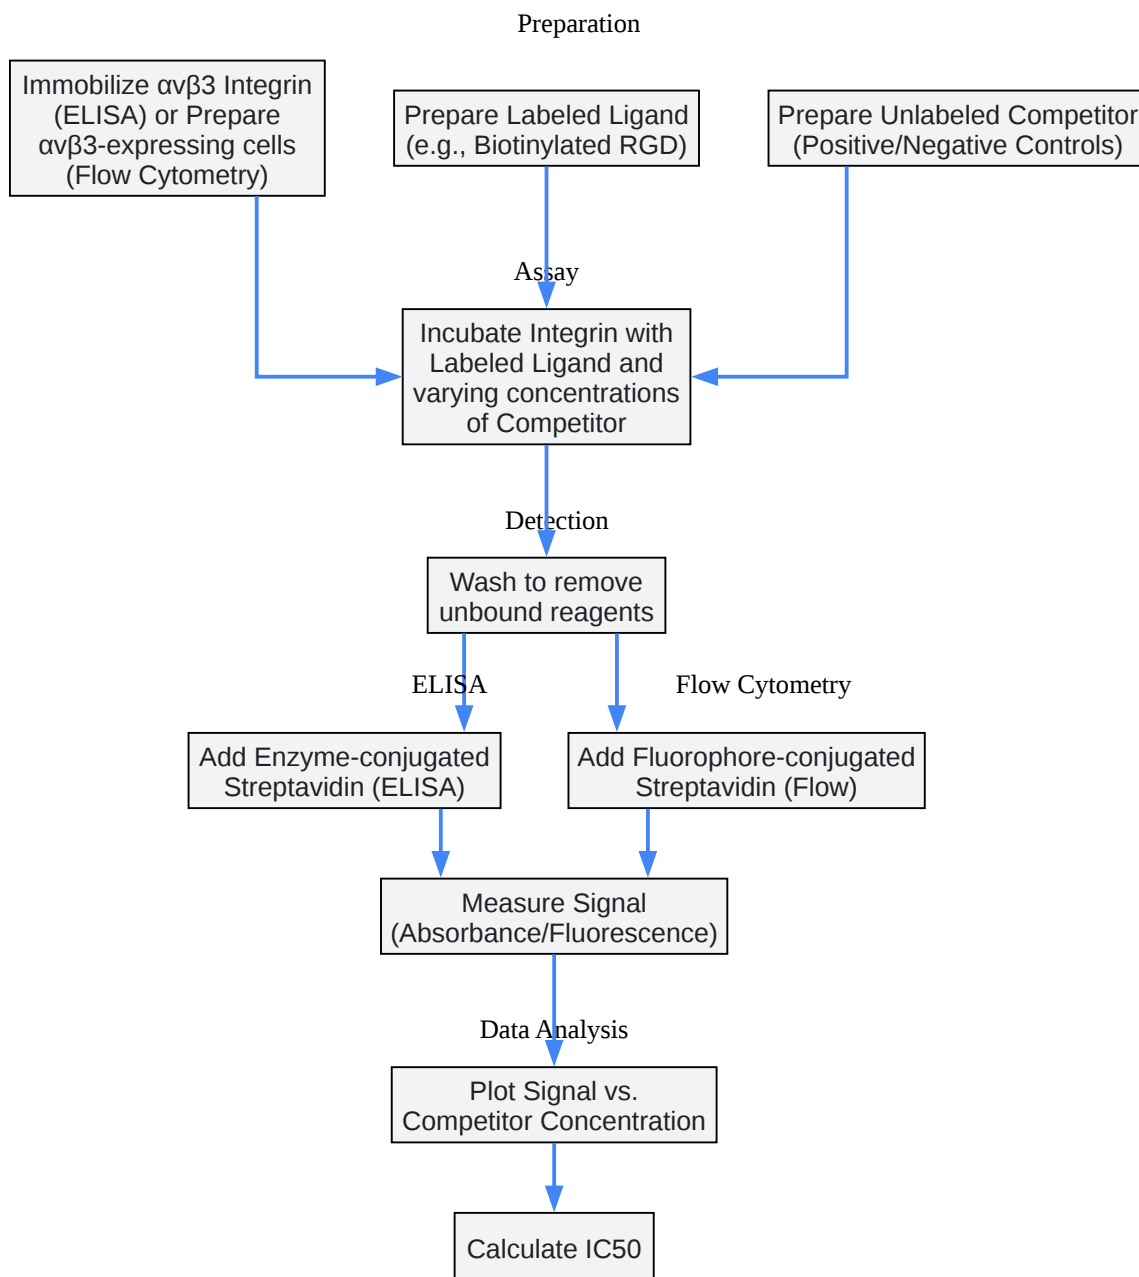 Preparation
Immobilize αvβ3 Integrin
(ELISA) or Prepare
αvβ3-expressing cells
(Flow Cytometry)
Prepare Labeled Ligand
(e.g., Biotinylated RGD)
Prepare Unlabeled Competitor
(Positive/Negative Controls)
Assay
Incubate Integrin with
Labeled Ligand and
varying concentrations
of Competitor
Detection
Wash to remove
unbound reagents
ELISA
Flow Cytometry
Add Enzyme-conjugated
Streptavidin (ELISA)
Add Fluorophore-conjugated
Streptavidin (Flow)
Measure Signal
(Absorbance/Fluorescence)
Data Analysis
Plot Signal vs.
Competitor Concentration
Calculate IC50